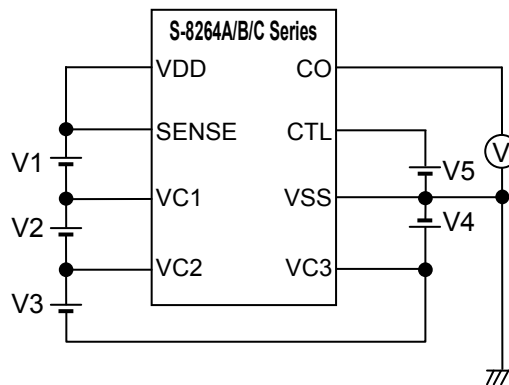 S-8264A/B/C Series
VDD CO
SENSE CTL
V1 V5 V
VC1 VSS
V2 V4
VC2 VC3
V3